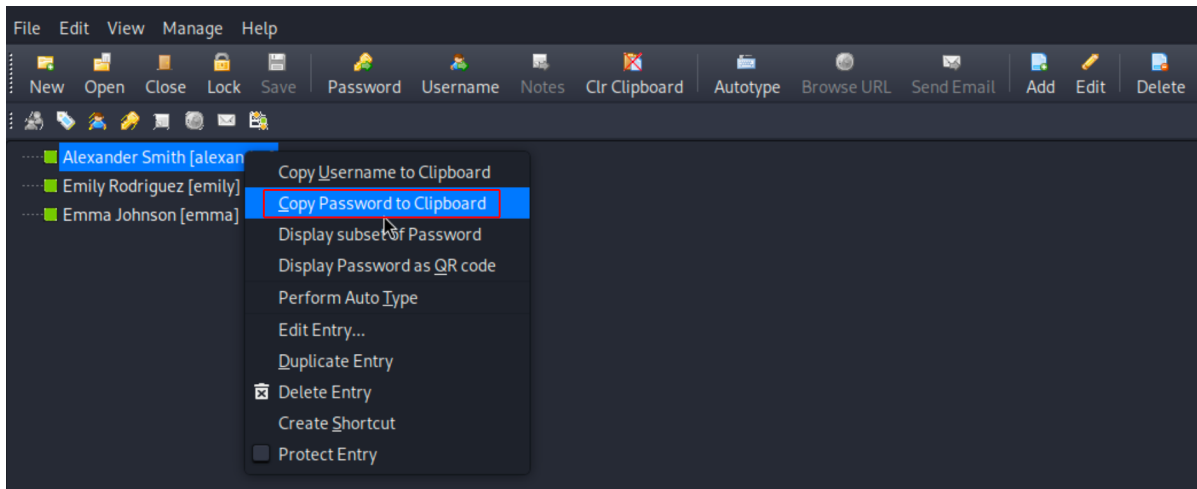 File Edit View Manage Help
New Open Close Lock Save Password Username Notes Clr Clipboard Autotype Browse URL Send Email Add Edit Delete
Alexander Smith [alexan
Emily Rodriguez [emily]
Emma Johnson [emma]
Copy Username to Clipboard
Copy Password to Clipboard
Display subset of Password
Display Password as QR code
Perform Auto Type
Edit Entry...
Duplicate Entry
Delete Entry
Create Shortcut
Protect Entry